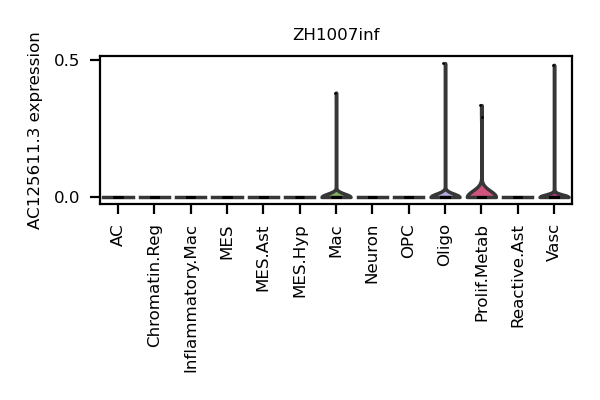 ZH1007inf
AC125611.3 expression
0.5
0.0
AC
Chromatin.Reg
Inflammatory.Mac
MES
MES.Ast
MES.Hyp
Mac
Neuron
OPC
Oligo
Prolif.Metab
Reactive.Ast
Vasc